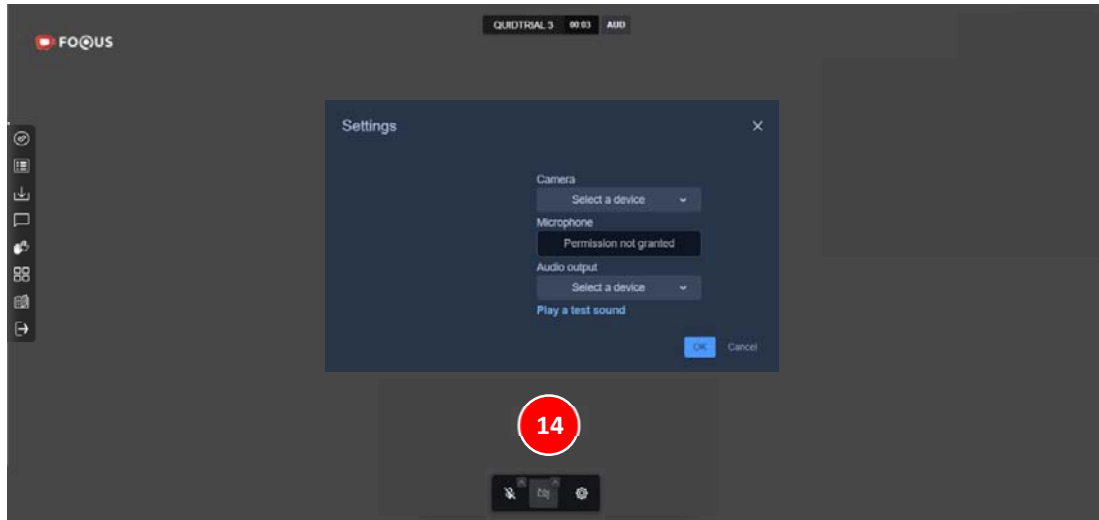 QUIDTRIAL 3 00:03 AUD
FOQUS
Settings
Camera
Select a device
Microphone
Permission not granted
Audio output
Select a device
Play a test sound
OK Cancel
14